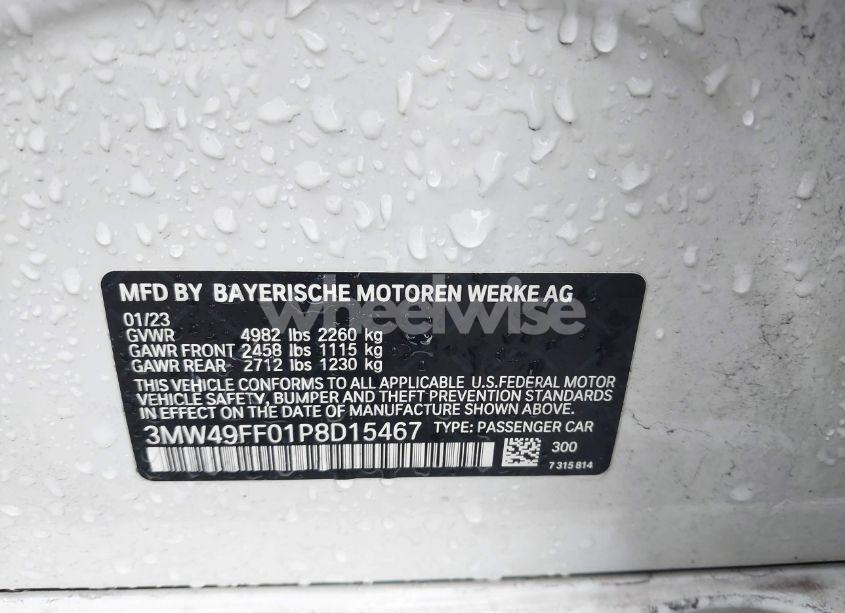 MFD BY BAYERISCHE MOTOREN WERKE AG
wheelwise
01/23
GVWR 4982 lbs 2260 kg
GAWR FRONT 2458 lbs 1115 kg
GAWR REAR 2712 lbs 1230 kg
THIS VEHICLE CONFORMS TO ALL APPLICABLE U.S.FEDERAL MOTOR
VEHICLE SAFETY, BUMPER AND THEFT PREVENTION STANDARDS
IN EFFECT ON THE DATE OF MANUFACTURE SHOWN ABOVE.
3MW49FF01P8D15467 TYPE: PASSENGER CAR
300
7 315 814